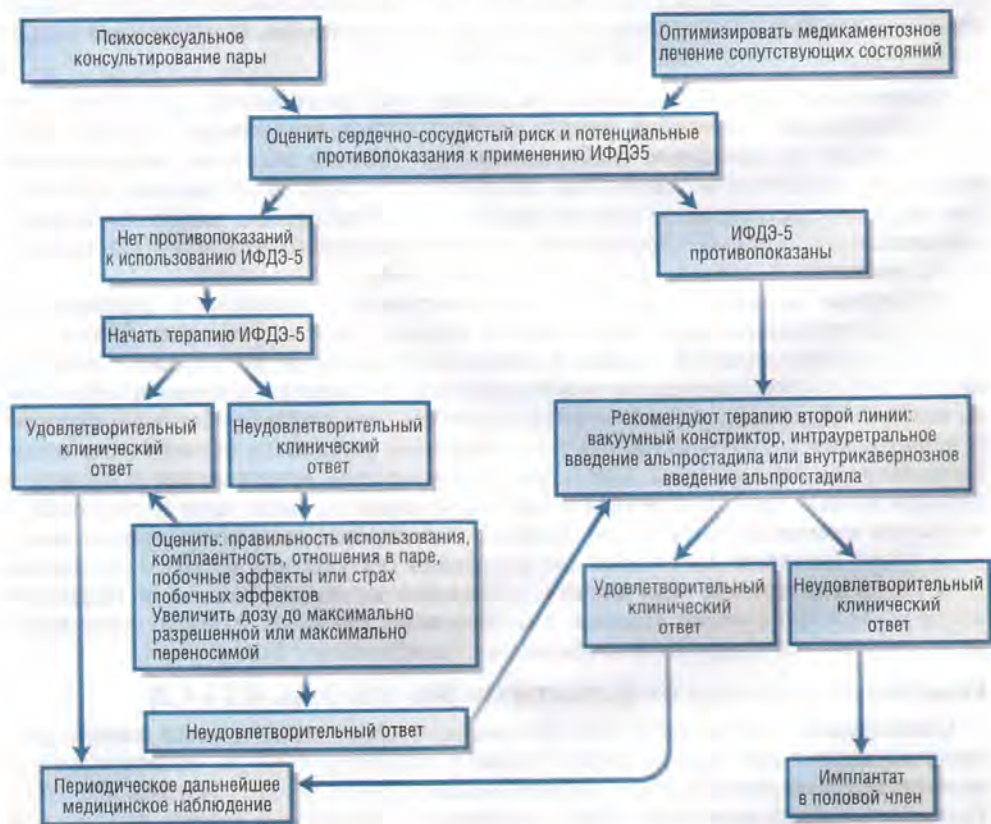 Психосексуальное
консультирование пары
Оптимизировать медикаментозное
лечение сопутствующих состояний
Оценить сердечно-сосудистый риск и потенциальные
противопоказания к применению ИФДЭ5
Нет противопоказаний
к использованию ИФДЭ-5
ИФДЭ-5
противопоказаны
Начать терапию ИФДЭ-5
Удовлетворительный
клинический
ответ
Неудовлетворительный
клинический
ответ
Рекомендуют терапию второй линии:
вакуумный констриктор, интрауретральное
введение альпростадила или внутрикавернозное
введение альпростадила
Оценить: правильность использования,
комплаентность, отношения в паре,
побочные эффекты или страх
побочных эффектов
Увеличить дозу до максимально
разрешенной или максимально
переносимой
Удовлетворительный
клинический
ответ
Неудовлетворительный
клинический
ответ
Неудовлетворительный ответ
Периодическое дальнейшее
медицинское наблюдение
Имплантат
в половой член